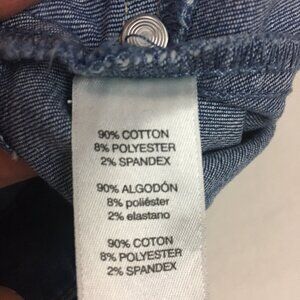 90% COTTON
8% POLYESTER
2% SPANDEX
90% ALGODÓN
8% poliéster
2% elastano
90% COTON
8% POLYESTER
2% SPANDEX